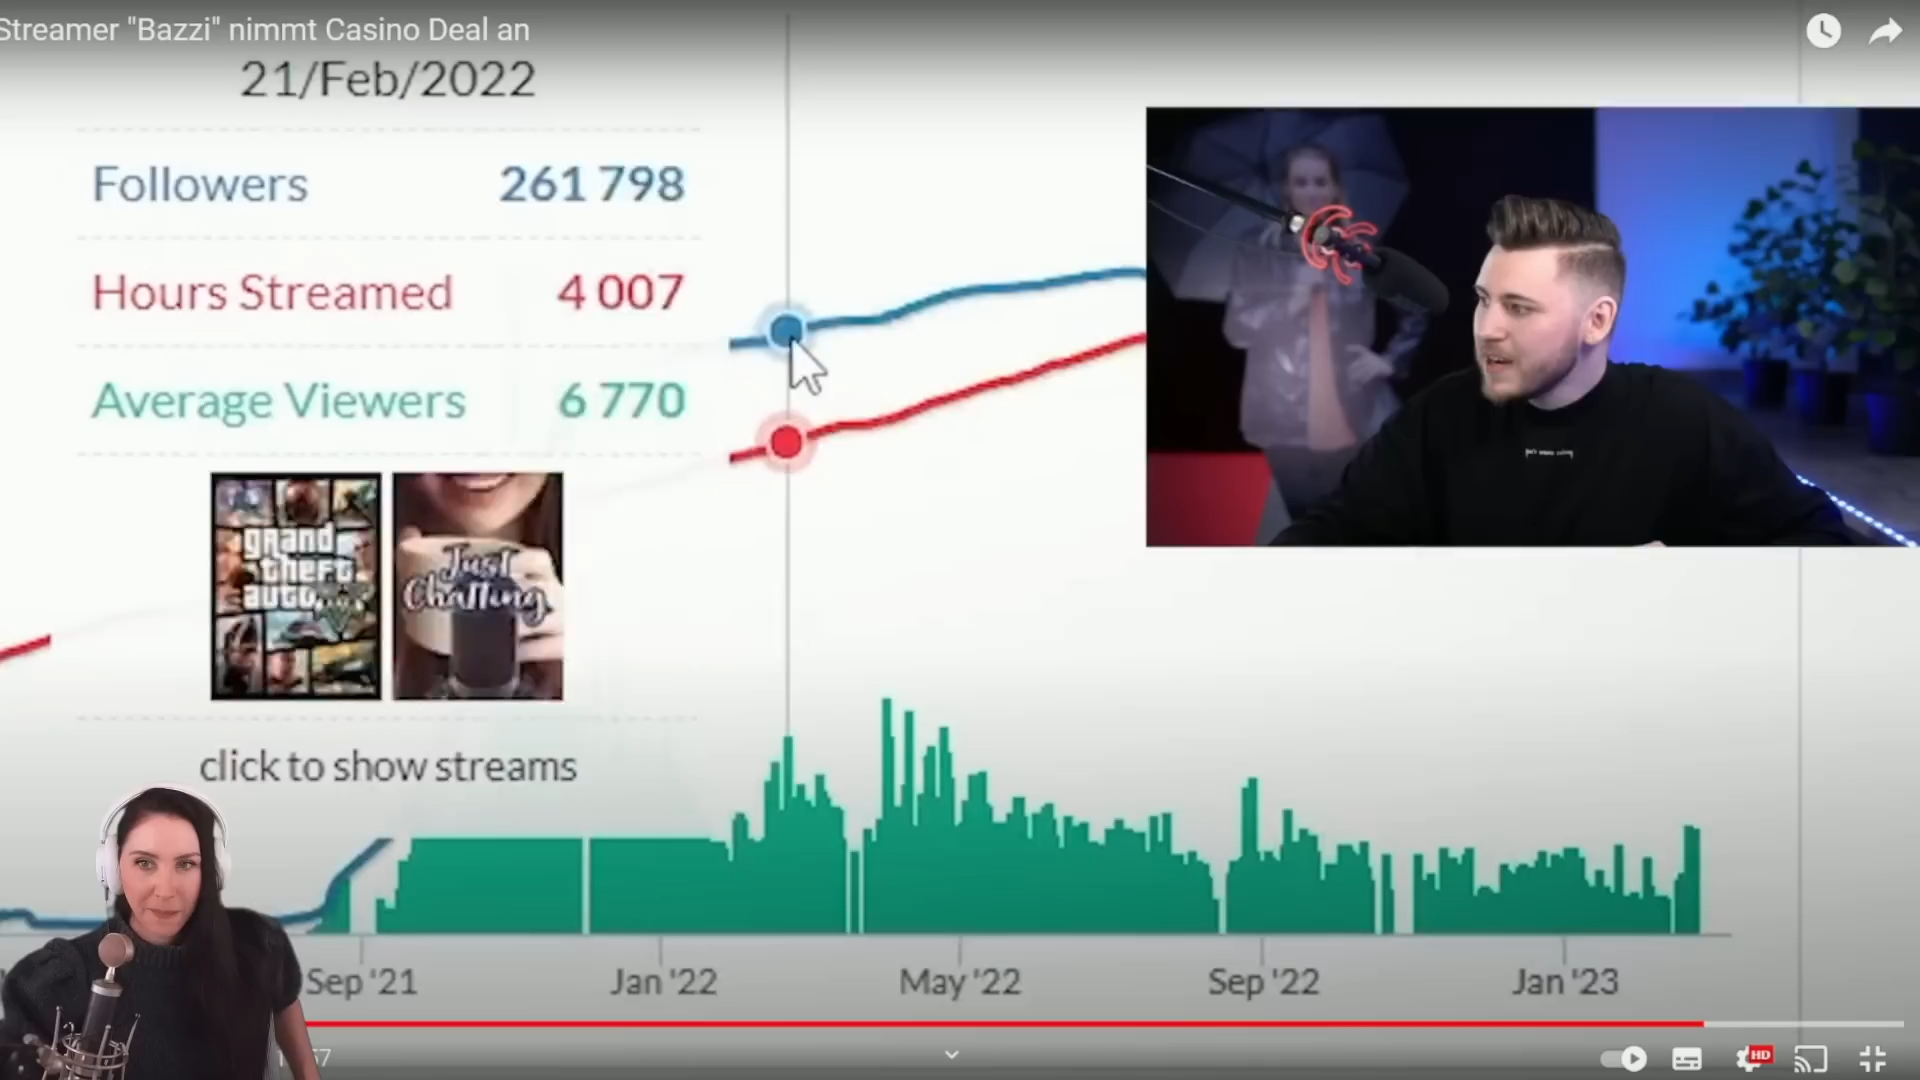 Streamer "Bazzi" nimmt Casino Deal an
21/Feb/2022
Followers 261 798
Hours Streamed 4 007
Average Viewers 6 770
grand
theft
auto
Just
Chatting
click to show streams
Sep '21 Jan '22 May '22 Sep '22 Jan '23
HD